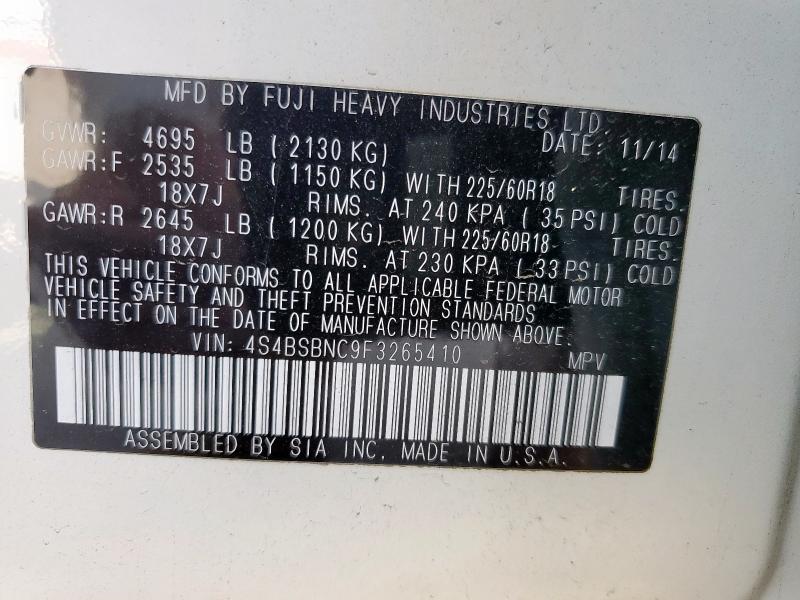 MFD BY FUJI HEAVY INDUSTRIES LTD.
GVWR: 4695 LB ( 2130 KG) DATE: 11/14
GAWR:F 2535 LB ( 1150 KG) WITH 225/60R18 TIRES.
18X7J RIMS. AT 240 KPA ( 35 PSI) COLD
GAWR:R 2645 LB ( 1200 KG) WITH 225/60R18 TIRES.
18X7J RIMS. AT 230 KPA ( 33 PSI) COLD
THIS VEHICLE CONFORMS TO ALL APPLICABLE FEDERAL MOTOR
VEHICLE SAFETY AND THEFT PREVENTION STANDARDS
IN EFFECT ON THE DATE OF MANUFACTURE SHOWN ABOVE.
VIN: 4S4BSBNC9F3265410 MPV
ASSEMBLED BY SIA INC. MADE IN U.S.A.